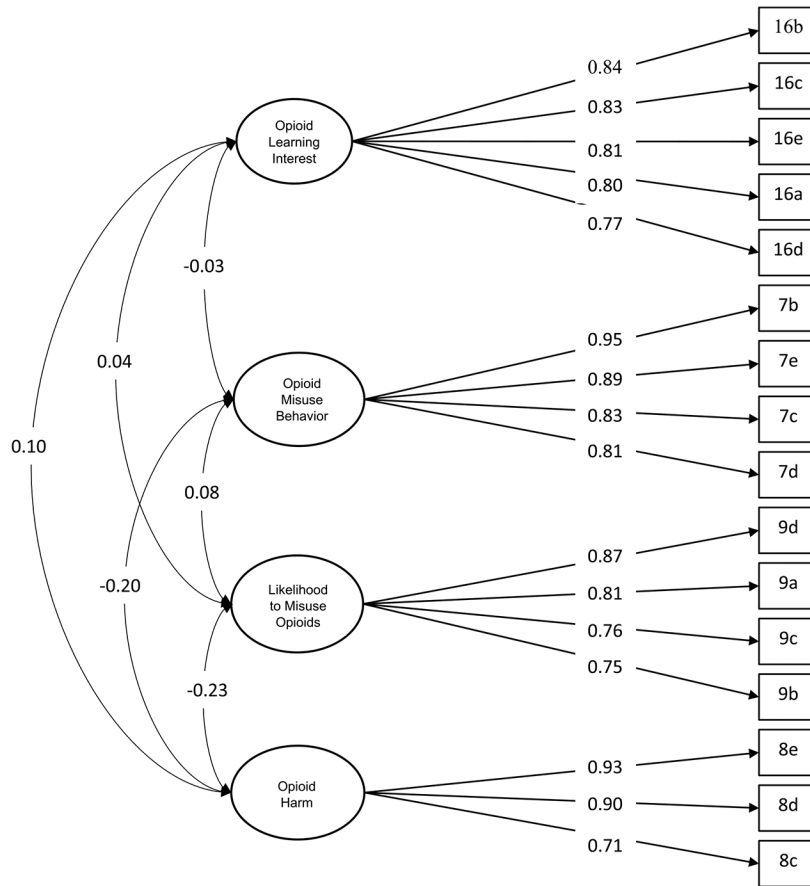 16b
0.84
16c
0.83
Opioid
Learning
Interest
16e
0.81
0.80
16a
0.77
16d
-0.03
7b
0.95
7e
0.04
0.89
Opioid
Misuse
Behavior
7c
0.83
0.10
0.81
7d
0.08
9d
0.87
-0.20
9a
Likelihood
to Misuse
Opioids
0.81
0.76
9c
0.75
-0.23
9b
8e
0.93
Opioid
Harm
0.90
8d
0.71
8c